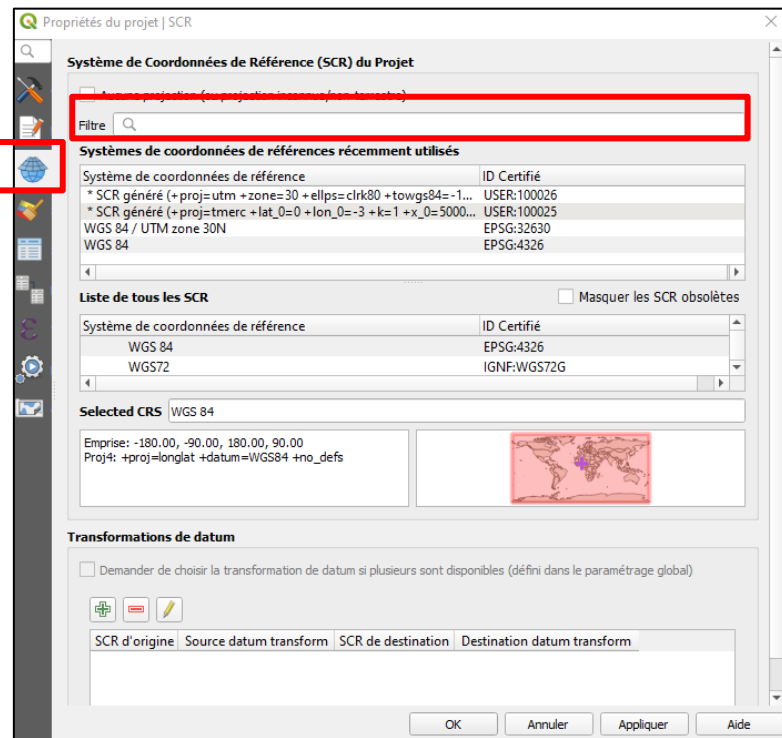 Propriétés du projet | SCR
Système de Coordonnées de Référence (SCR) du Projet
Aucune projection (ou projection inconnue/non-terrestre)
Filtre
Systèmes de coordonnées de références récemment utilisés
Système de coordonnées de référence ID Certifié
* SCR généré (+proj=utm +zone=30 +ellps=clrk80 +towgs84=-1... USER:100026
* SCR généré (+proj=tmerc +lat_0=0 +lon_0=-3 +k=1 +x_0=5000... USER:100025
WGS 84 / UTM zone 30N EPSG:32630
WGS 84 EPSG:4326
Liste de tous les SCR Masquer les SCR obsolètes
Système de coordonnées de référence ID Certifié
WGS 84 EPSG:4326
WGS72 IGNF:WGS72G
Selected CRS WGS 84
Emprise: -180.00, -90.00, 180.00, 90.00
Proj4: +proj=longlat +datum=WGS84 +no_defs
Transformations de datum
Demander de choisir la transformation de datum si plusieurs sont disponibles (défini dans le paramétrage global)
SCR d'origine Source datum transform SCR de destination Destination datum transform
OK Annuler Appliquer Aide